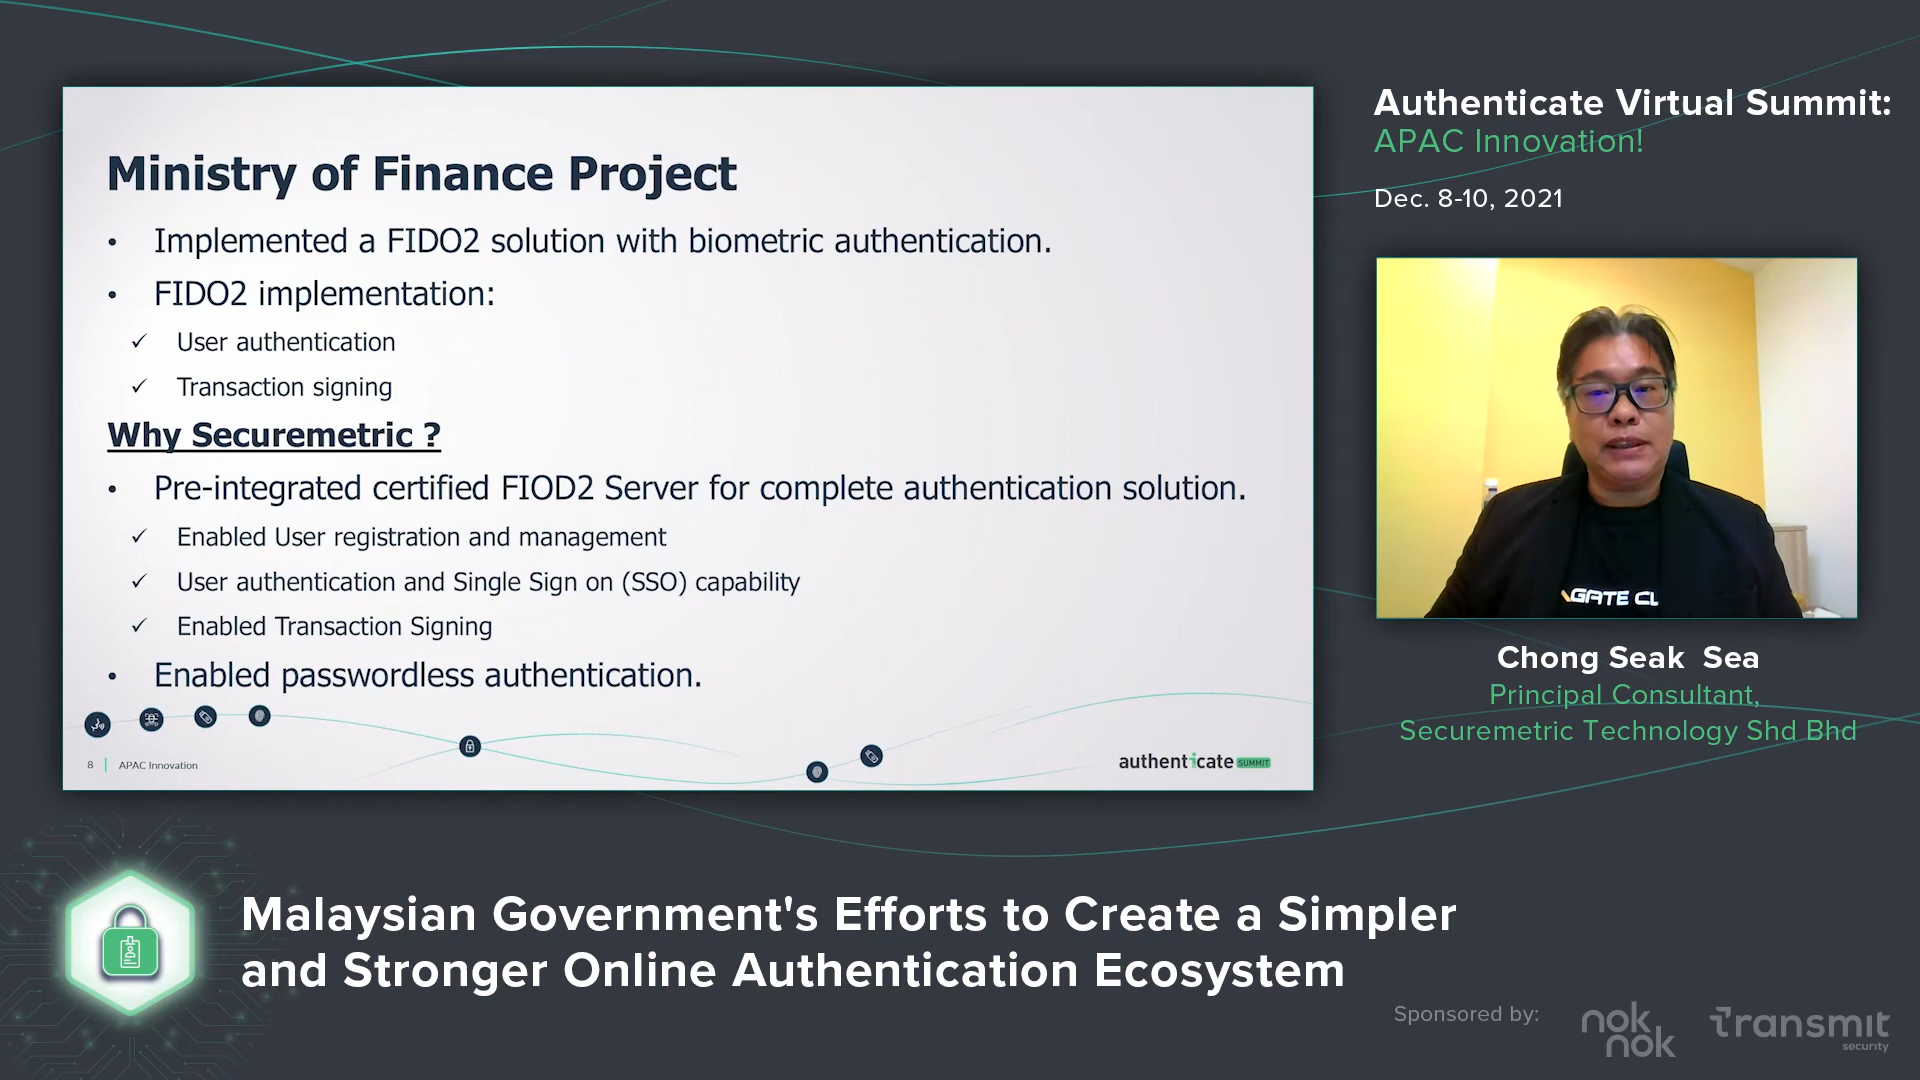 Ministry of Finance Project
• Implemented a FIDO2 solution with biometric authentication.
• FIDO2 implementation:
✓ User authentication
✓ Transaction signing
Why Securemetric ?
• Pre-integrated certified FIOD2 Server for complete authentication solution.
✓ Enabled User registration and management
✓ User authentication and Single Sign on (SSO) capability
✓ Enabled Transaction Signing
• Enabled passwordless authentication.
8 | APAC Innovation
authenticate SUMMIT
Authenticate Virtual Summit:
APAC Innovation!
Dec. 8-10, 2021
GATE CL
Chong Seak Sea
Principal Consultant,
Securemetric Technology Shd Bhd
Malaysian Government's Efforts to Create a Simpler
and Stronger Online Authentication Ecosystem
Sponsored by:
nok
nok
Transmit
security